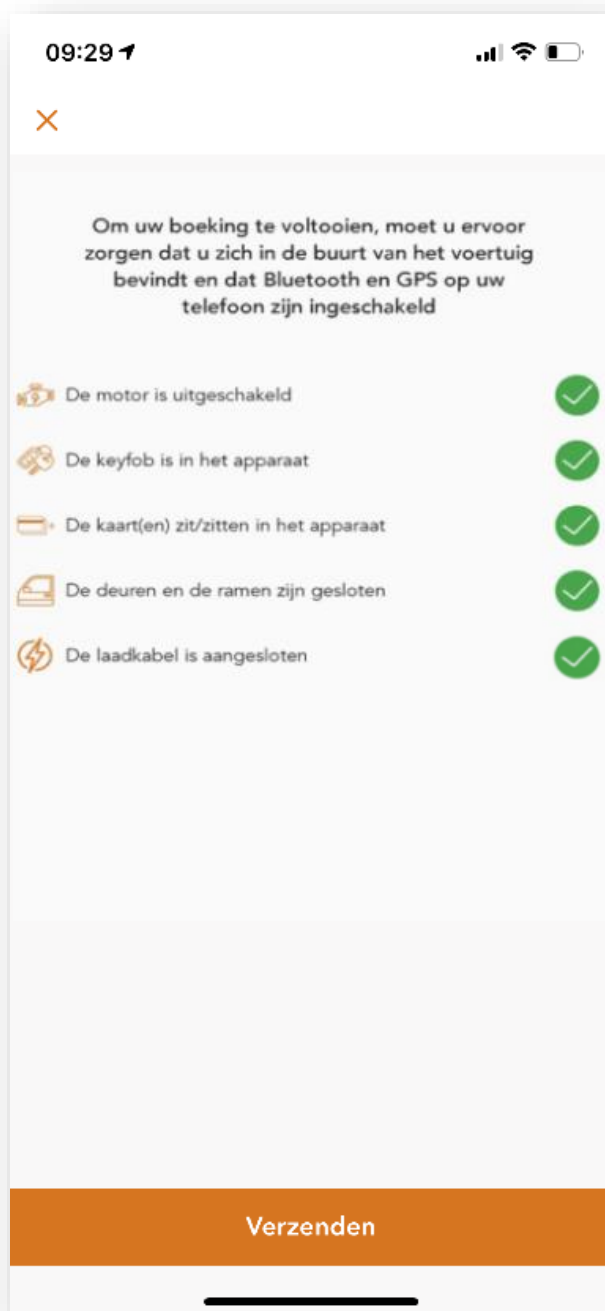 09:29
Om uw boeking te voltooien, moet u ervoor
zorgen dat u zich in de buurt van het voertuig
bevindt en dat Bluetooth en GPS op uw
telefoon zijn ingeschakeld
De motor is uitgeschakeld
De keyfob is in het apparaat
De kaart(en) zit/zitten in het apparaat
De deuren en de ramen zijn gesloten
De laadkabel is aangesloten
Verzenden